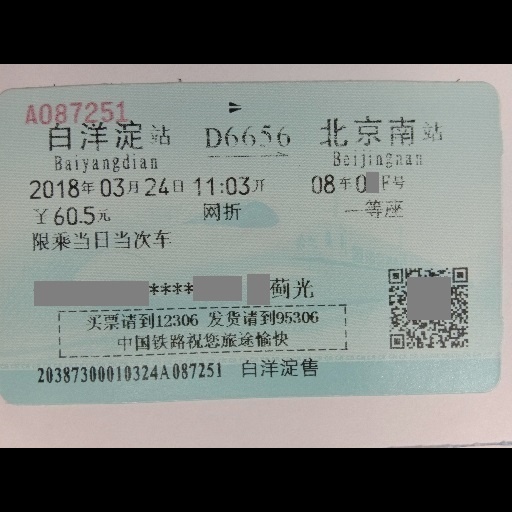 A087251
白洋淀站 D6656 北京南站
Baiyangdian Beijingnan
2018年03月24日11:03开 08车0 F号
￥60.5元 网折 一等座
限乘当日当次车
**** 蓟光
买票请到12306 发货请到95306
中国铁路祝您旅途愉快
20387300010324A087251 白洋淀售